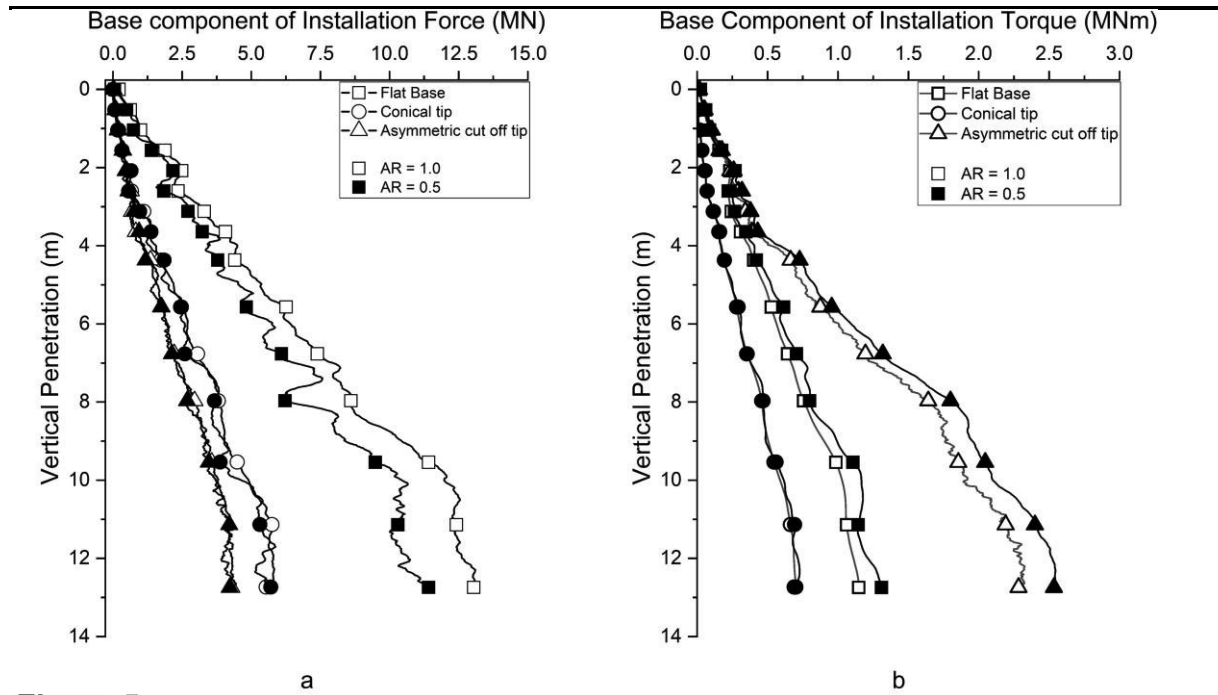 Base component of Installation Force (MN)
0.0 2.5 5.0 7.5 10.0 12.5 15.0
0
2
4
6
8
10
12
14
Vertical Penetration (m)
Flat Base
Conical tip
Asymmetric cut off tip
AR = 1.0
AR = 0.5
a
Base Component of Installation Torque (MNm)
0.0 0.5 1.0 1.5 2.0 2.5 3.0
0
2
4
6
8
10
12
14
Vertical Penetration (m)
Flat Base
Conical tip
Asymmetric cut off tip
AR = 1.0
AR = 0.5
b